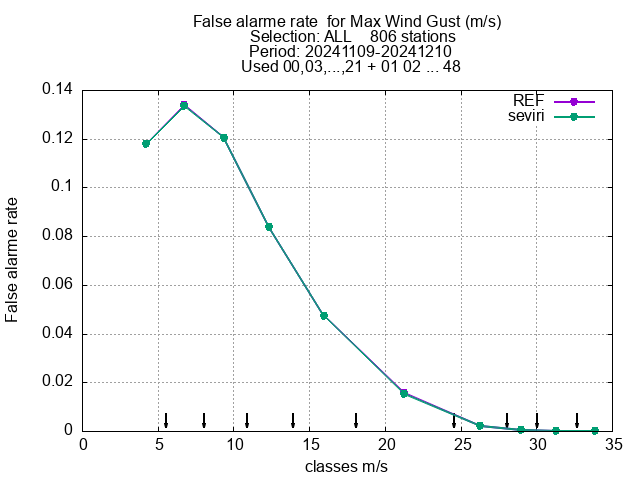 False alarme rate  for Max Wind Gust (m/s)
Selection: ALL    806 stations
Period: 20241109-20241210
Used 00,03,...,21 + 01 02 ... 48
REF
seviri
0.14
0.12
0.1
0.08
0.06
0.04
0.02
0
False alarme rate
0 5 10 15 20 25 30 35
classes m/s